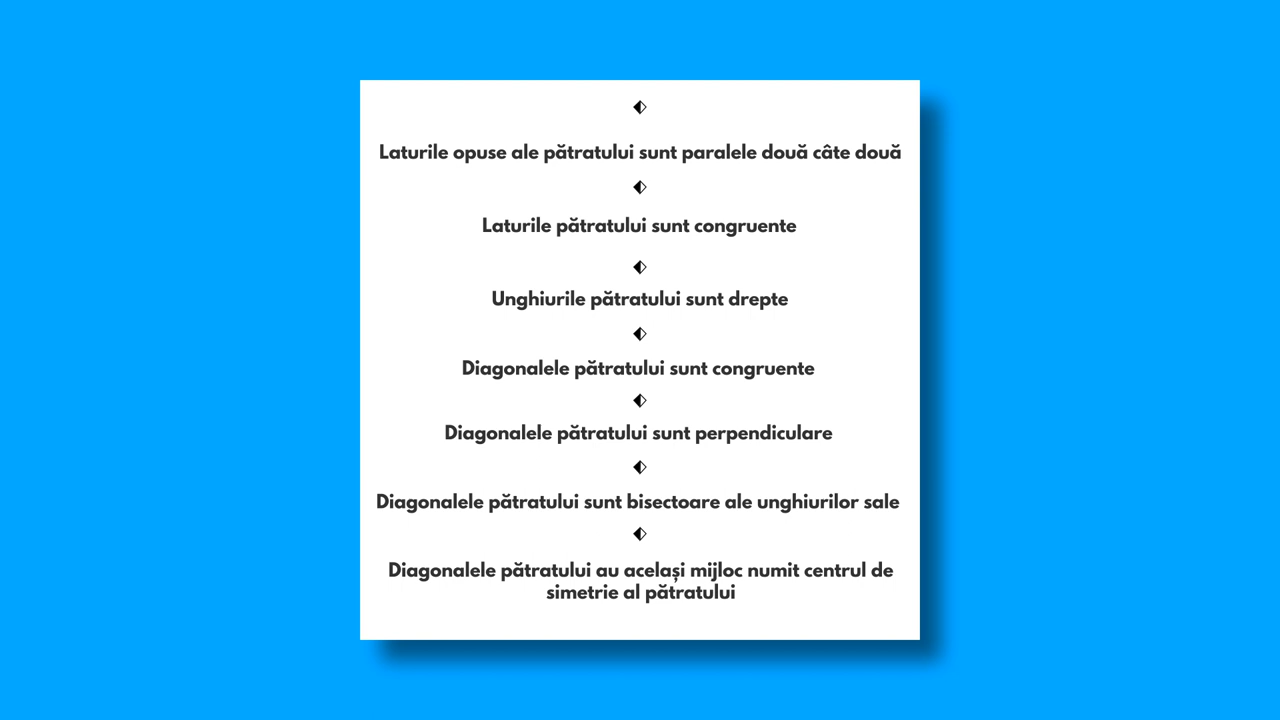 Laturile opuse ale pătratului sunt paralele două câte două
Laturile pătratului sunt congruente
Unghiurile pătratului sunt drepte
Diagonalele pătratului sunt congruente
Diagonalele pătratului sunt perpendiculare
Diagonalele pătratului sunt bisectoare ale unghiurilor sale
Diagonalele pătratului au același mijloc numit centrul de
simetrie al pătratului